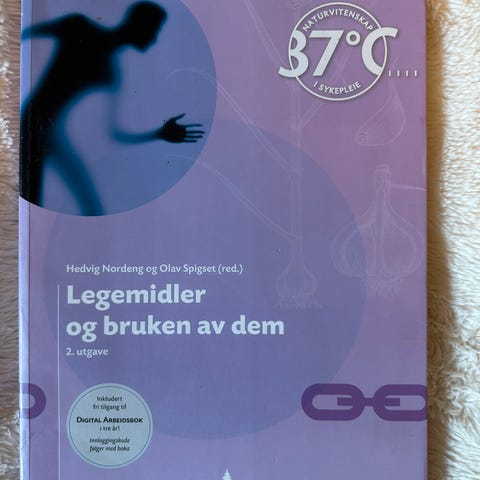 NATURVITENSKAP
37°C....
I SYKEPLEIE
Hedvig Nordeng og Olav Spigset (red.)
Legemidler
og bruken av dem
2. utgave
Inkludert
fri tilgang til
DIGITAL ARBEIDSBOK
i tre år!
Innloggingskode
følger med boka